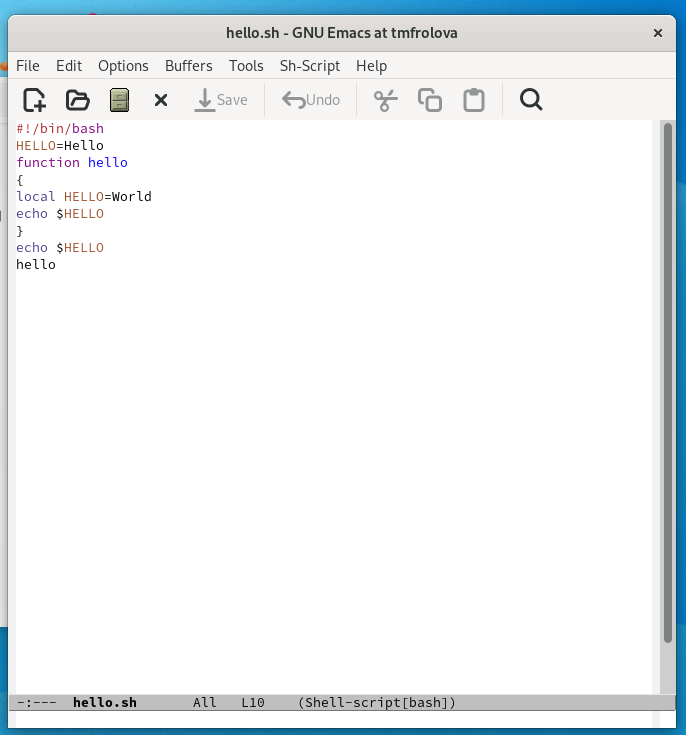 hello.sh - GNU Emacs at tmfrolova
File Edit Options Buffers Tools Sh-Script Help
Save Undo
#!/bin/bash
HELLO=Hello
function hello
{
local HELLO=World
echo $HELLO
}
echo $HELLO
hello
-:--- hello.sh All L10 (Shell-script[bash])